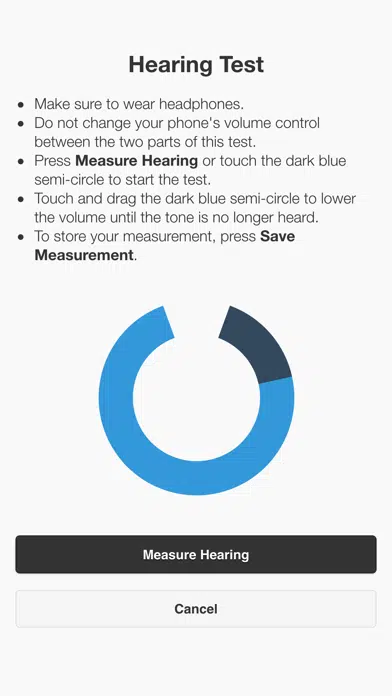 Hearing Test
• Make sure to wear headphones.
• Do not change your phone's volume control
between the two parts of this test.
• Press Measure Hearing or touch the dark blue
semi-circle to start the test.
• Touch and drag the dark blue semi-circle to lower
the volume until the tone is no longer heard.
• To store your measurement, press Save
Measurement.
Measure Hearing
Cancel